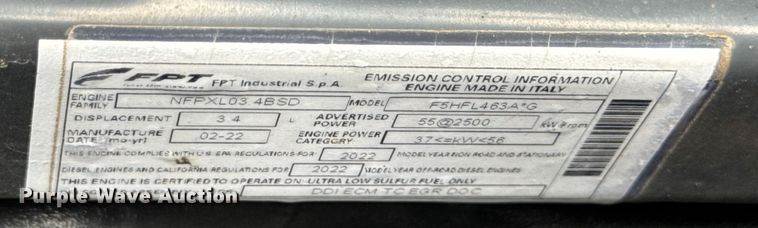 FPT FPT Industrial S.p.A. EMISSION CONTROL INFORMATION
ENGINE MADE IN ITALY
ENGINE FAMILY NFPXL03.4BSD MODEL F5HFL463A*G
DISPLACEMENT 3.4 L ADVERTISED POWER 55@2500 kW@rpm
MANUFACTURE DATE (mo-yr) 02-22 ENGINE POWER CATEGORY 37<=kW<56
THIS ENGINE COMPLIES WITH U.S. EPA REGULATIONS FOR 2022 MODEL YEAR NON ROAD AND STATIONARY
DIESEL ENGINES AND CALIFORNIA REGULATIONS FOR 2022 MODEL YEAR OFF-ROAD DIESEL ENGINES
THIS ENGINE IS CERTIFIED TO OPERATE ON: ULTRA LOW SULFUR FUEL ONLY
DDI ECM TC EGR DOC
Purple Wave Auction